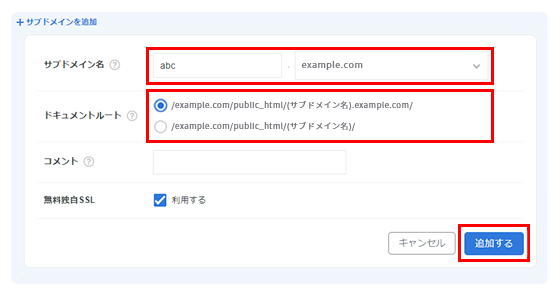 + サブドメインを追加
サブドメイン名 ? abc . example.com
ドキュメントルート ? /example.com/public_html/(サブドメイン名).example.com/
/example.com/public_html/(サブドメイン名)/
コメント ?
無料独自SSL 利用する
キャンセル 追加する